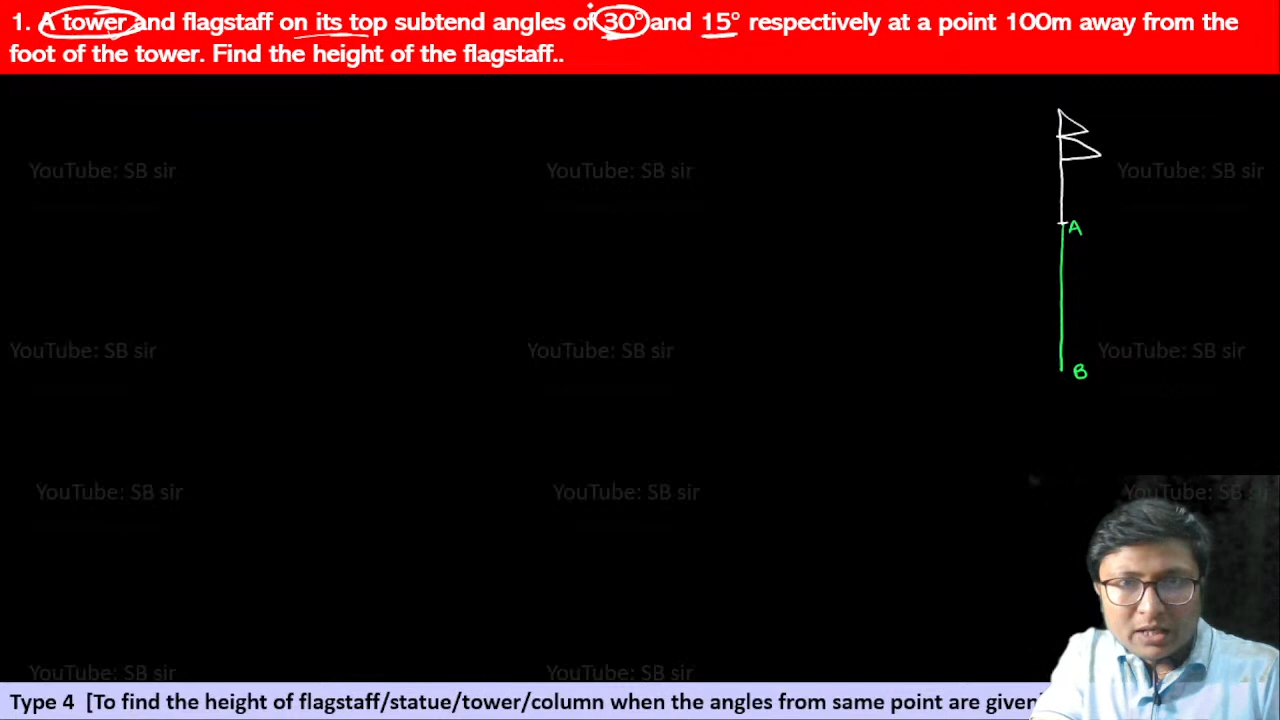 1. A tower and flagstaff on its top subtend angles of 30° and 15° respectively at a point 100m away from the
foot of the tower. Find the height of the flagstaff..
YouTube: SB sir YouTube: SB sir YouTube: SB sir
A
YouTube: SB sir YouTube: SB sir YouTube: SB sir
B
YouTube: SB sir YouTube: SB sir YouTube: SB sir
YouTube: SB sir YouTube: SB sir
Type 4 [To find the height of flagstaff/statue/tower/column when the angles from same point are given